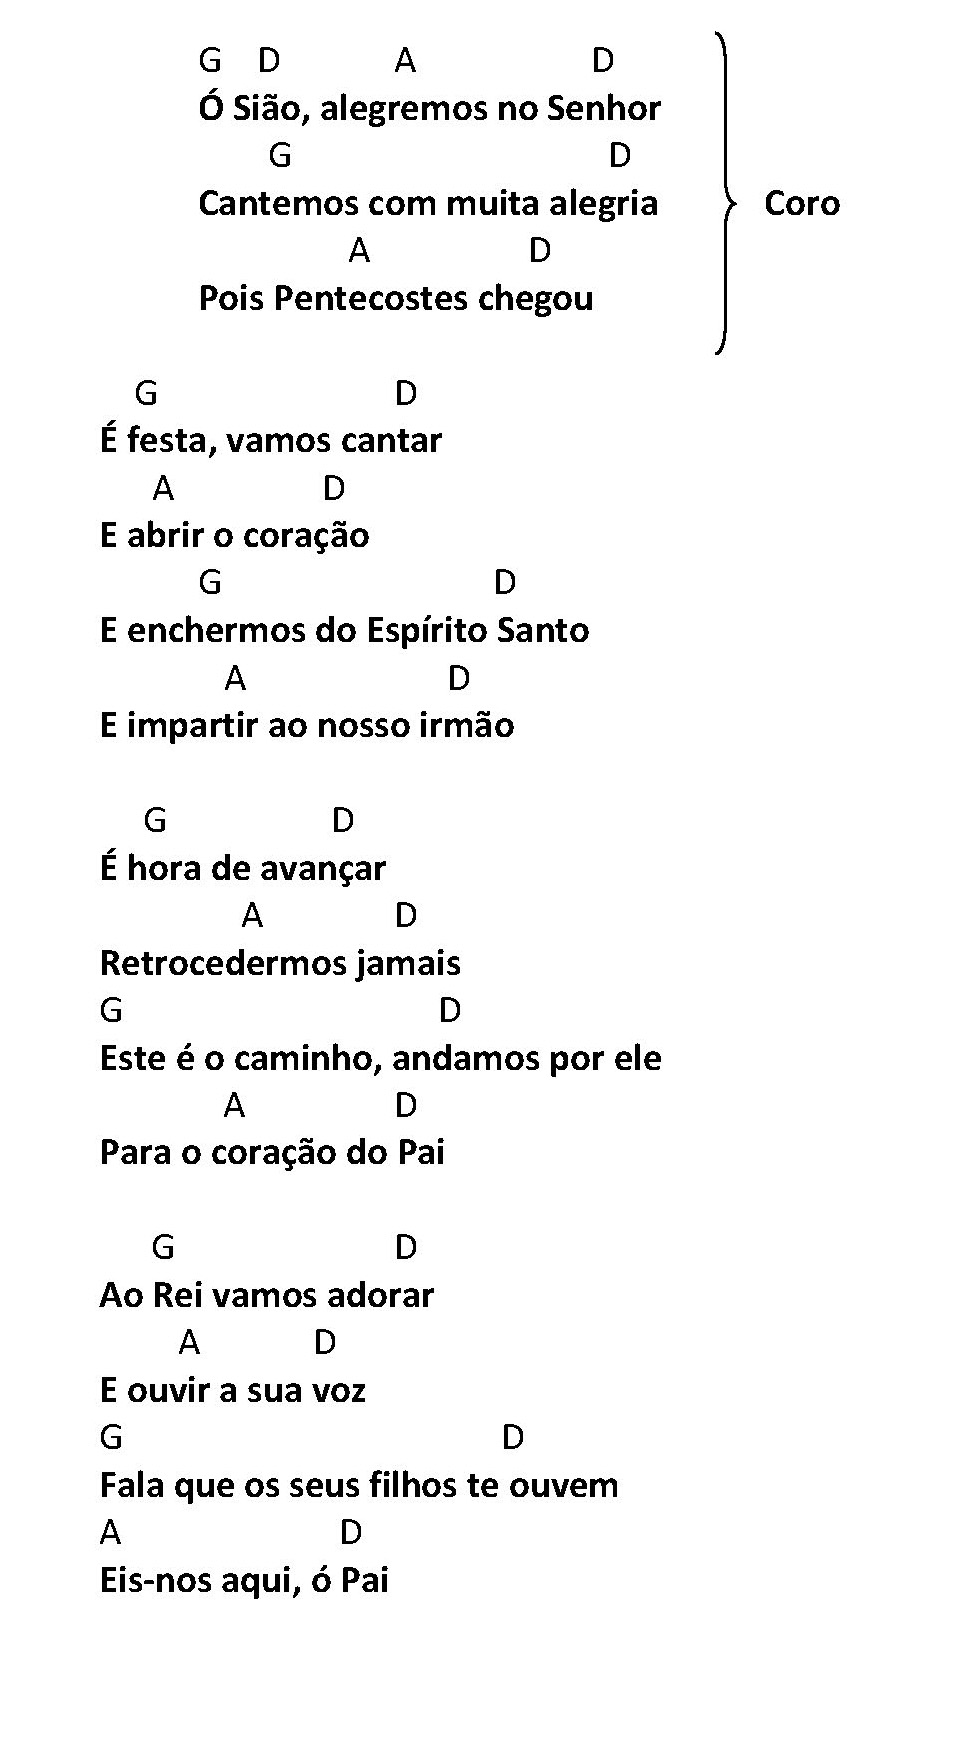 G D A D
Ó Sião, alegremos no Senhor
G D
Cantemos com muita alegria
Coro
A D
Pois Pentecostes chegou
G D
É festa, vamos cantar
A D
E abrir o coração
G D
E enchermos do Espírito Santo
A D
E impartir ao nosso irmão
G D
É hora de avançar
A D
Retrocedermos jamais
G D
Este é o caminho, andamos por ele
A D
Para o coração do Pai
G D
Ao Rei vamos adorar
A D
E ouvir a sua voz
G D
Fala que os seus filhos te ouvem
A D
Eis-nos aqui, ó Pai